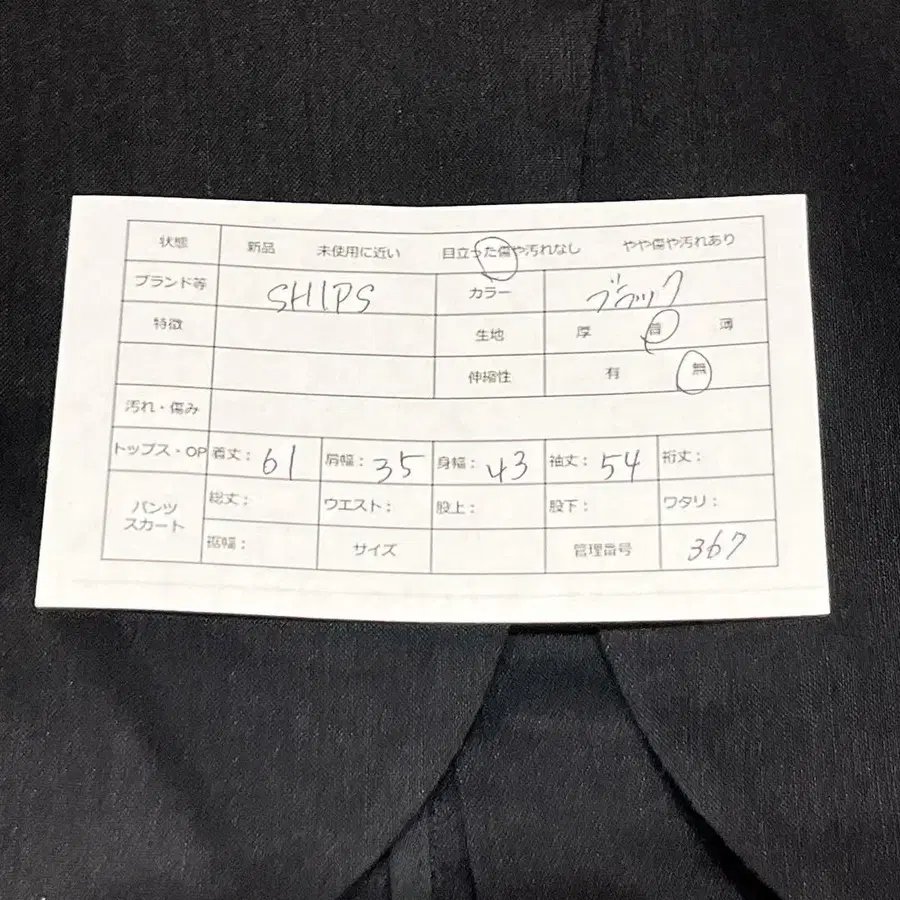 状態 新品 未使用に近い 目立った傷や汚れなし やや傷や汚れあり
ブランド等 SHIPS カラー ブラック
特徴 生地 厚 普 薄
伸縮性 有 無
汚れ・傷み
トップス・OP 着丈: 61 肩幅: 35 身幅: 43 袖丈: 54 裄丈:
パンツ スカート 総丈: ウエスト: 股上: 股下: ワタリ:
裾幅: サイズ 管理番号 367